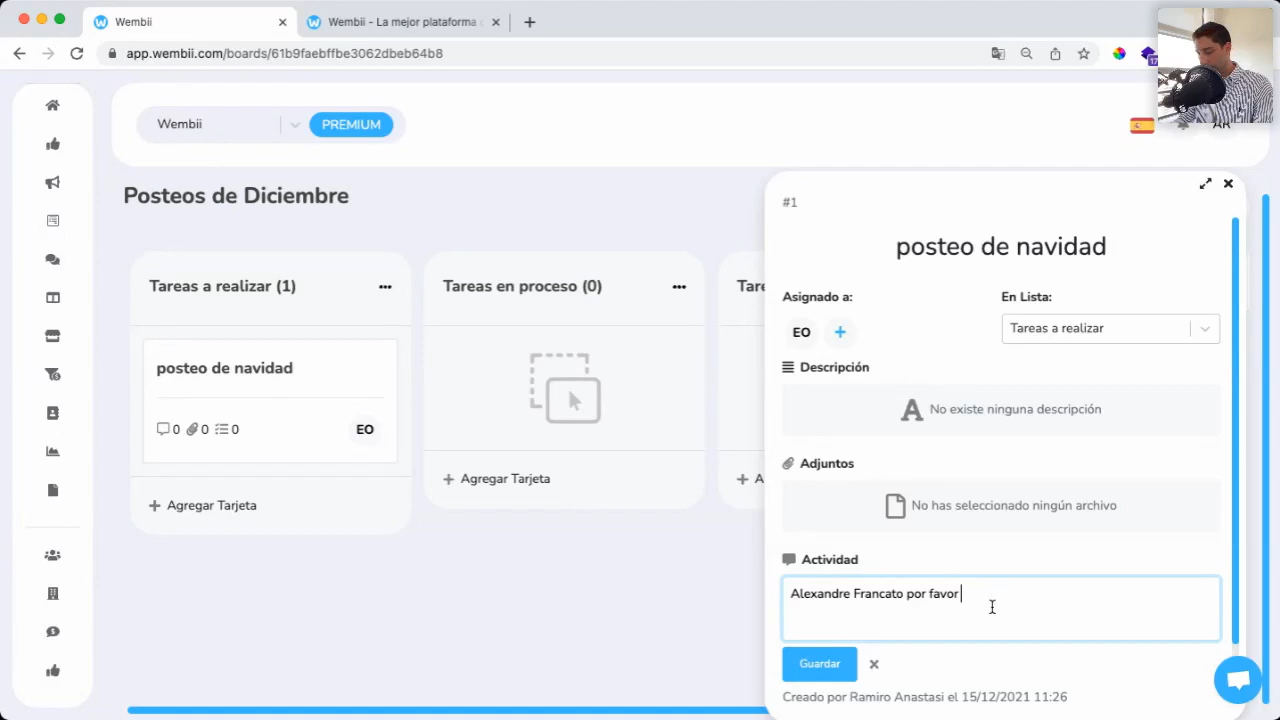 Wembii
Wembii - La mejor plataforma
app.wembii.com/boards/61b9faebffbe3062dbeb64b8
17
Wembii
PREMIUM
Posteos de Diciembre
Tareas a realizar (1)
posteo de navidad
0 0 0
EO
Agregar Tarjeta
Tareas en proceso (0)
Agregar Tarjeta
#1
posteo de navidad
Asignado a:
EO
En Lista:
Tareas a realizar
Descripción
No existe ninguna descripción
Adjuntos
No has seleccionado ningún archivo
Actividad
Alexandre Francato por favor
Guardar
Creado por Ramiro Anastasi el 15/12/2021 11:26